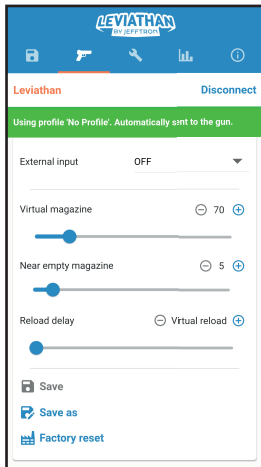 LEVIATHAN
BY JEFFTRON
Leviathan Disconnect
Using profile 'No Profile'. Automatically sent to the gun.
External input OFF
Virtual magazine 70
Near empty magazine 5
Reload delay Virtual reload
Save
Save as
Factory reset